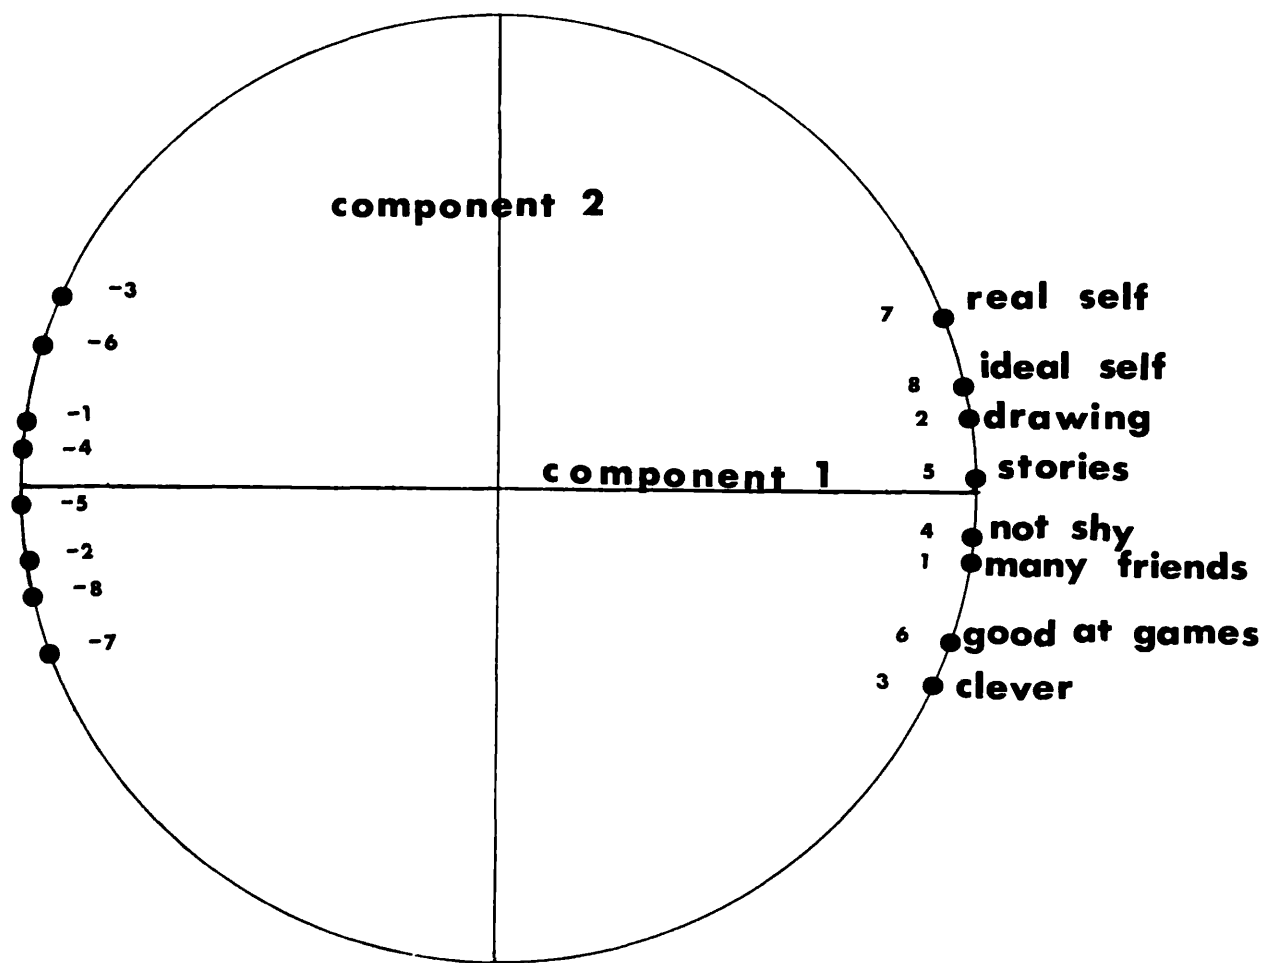 component 2
-3
7 real self
-6
8 ideal self
-1
2 drawing
-4
component 1
5 stories
-5
4 not shy
-2
1 many friends
-8
6 good at games
-7
3 clever